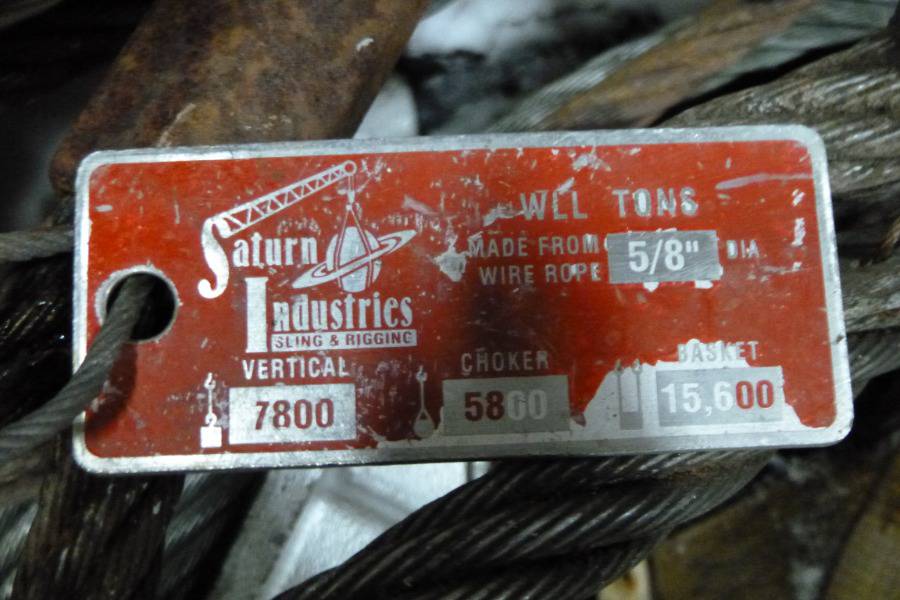 Saturn
Industries
SLING & RIGGING
WLL TONS
MADE FROM 5/8" DIA
WIRE ROPE
VERTICAL
7800
CHOKER
5800
BASKET
15,600